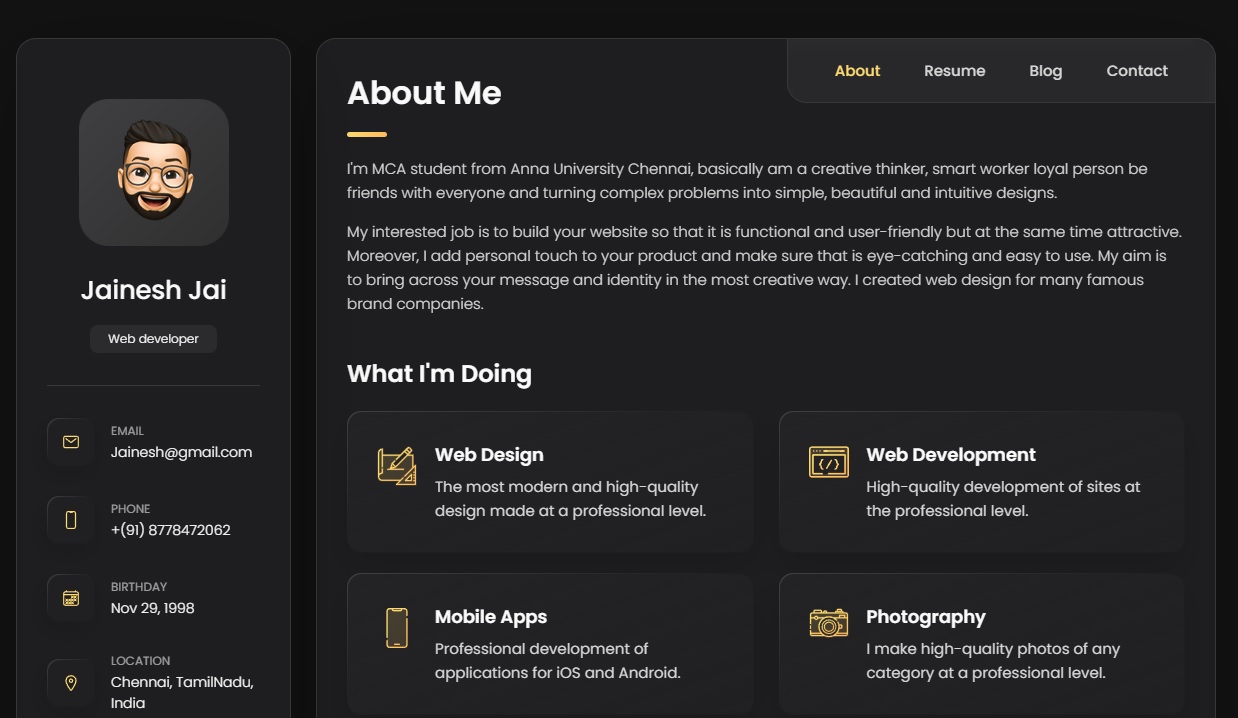 Jainesh Jai
Web developer
EMAIL
Jainesh@gmail.com
PHONE
+(91) 8778472062
BIRTHDAY
Nov 29, 1998
LOCATION
Chennai, TamilNadu,
India
About
Resume
Blog
Contact
About Me
I'm MCA student from Anna University Chennai, basically am a creative thinker, smart worker loyal person be
friends with everyone and turning complex problems into simple, beautiful and intuitive designs.
My interested job is to build your website so that it is functional and user-friendly but at the same time attractive.
Moreover, I add personal touch to your product and make sure that is eye-catching and easy to use. My aim is
to bring across your message and identity in the most creative way. I created web design for many famous
brand companies.
What I'm Doing
Web Design
The most modern and high-quality
design made at a professional level.
Web Development
High-quality development of sites at
the professional level.
Mobile Apps
Professional development of
applications for iOS and Android.
Photography
I make high-quality photos of any
category at a professional level.